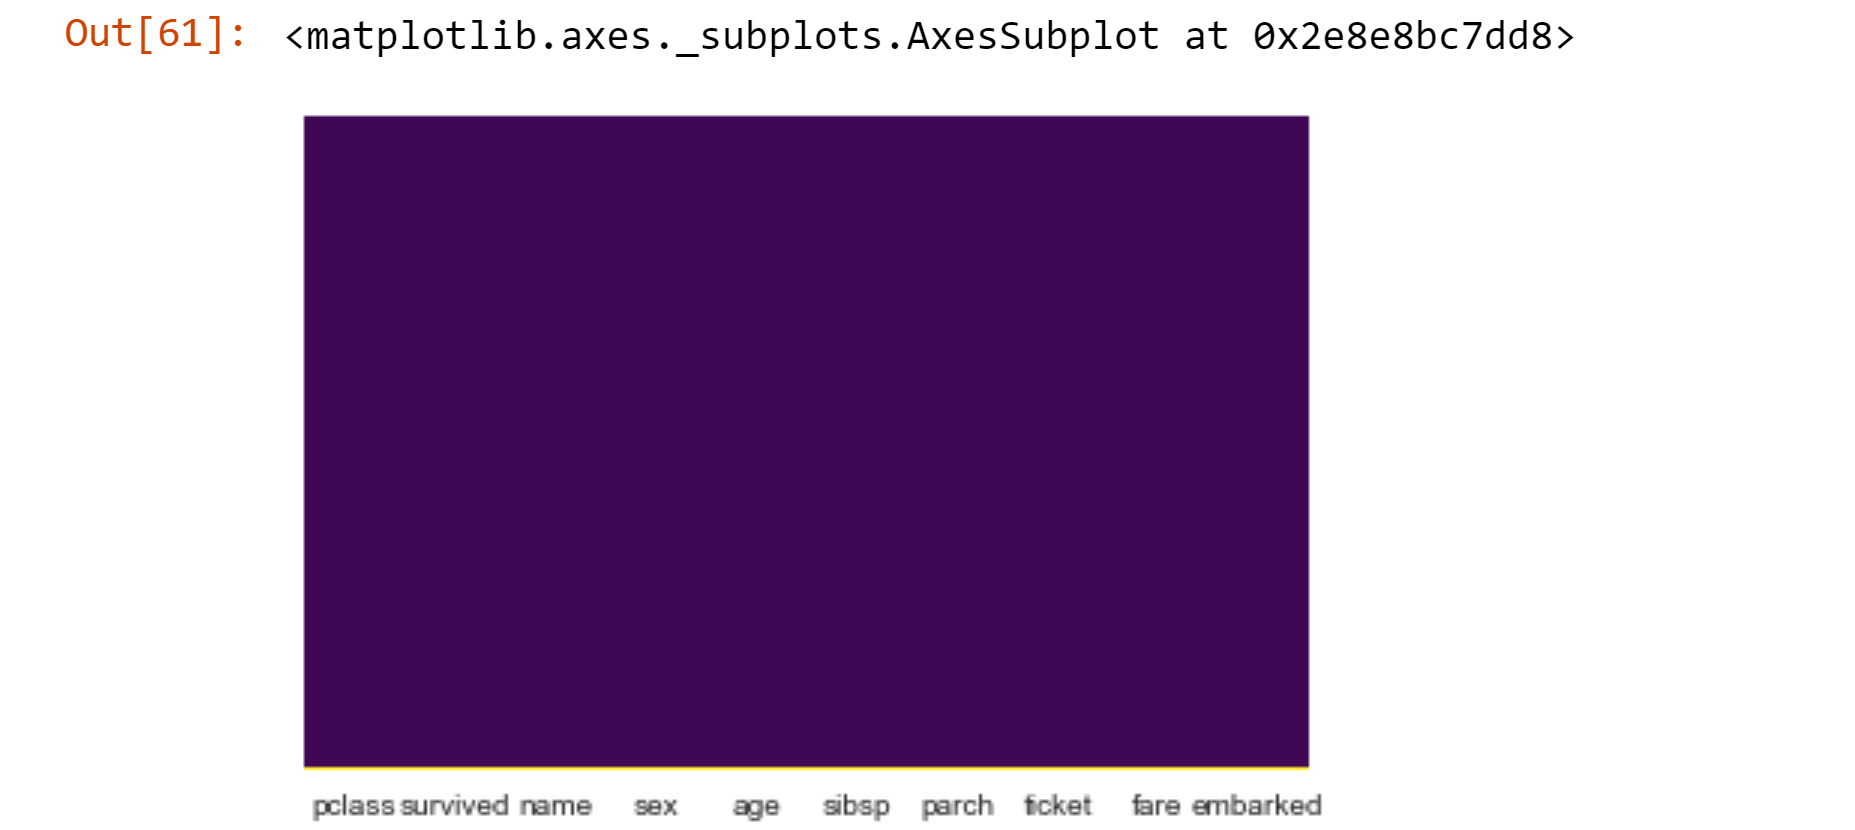 Out[61]: <matplotlib.axes._subplots.AxesSubplot at 0x2e8e8bc7dd8>
pclass survived name sex age sibsp parch ticket fare embarked